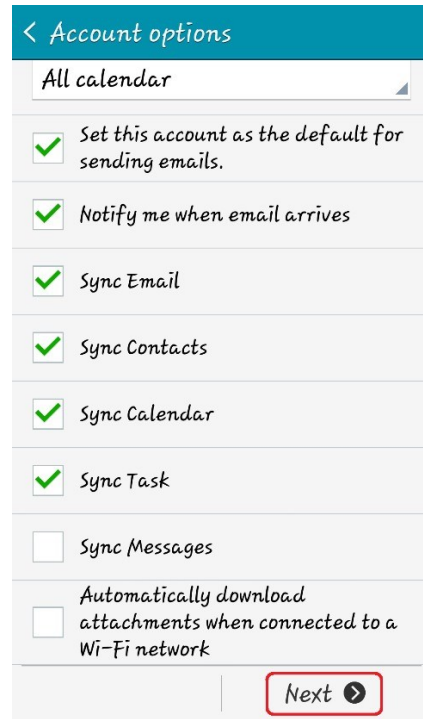 Account options
All calendar
Set this account as the default for
sending emails.
Notify me when email arrives
Sync Email
Sync Contacts
Sync Calendar
Sync Task
Sync Messages
Automatically download
attachments when connected to a
Wi-Fi network
Next